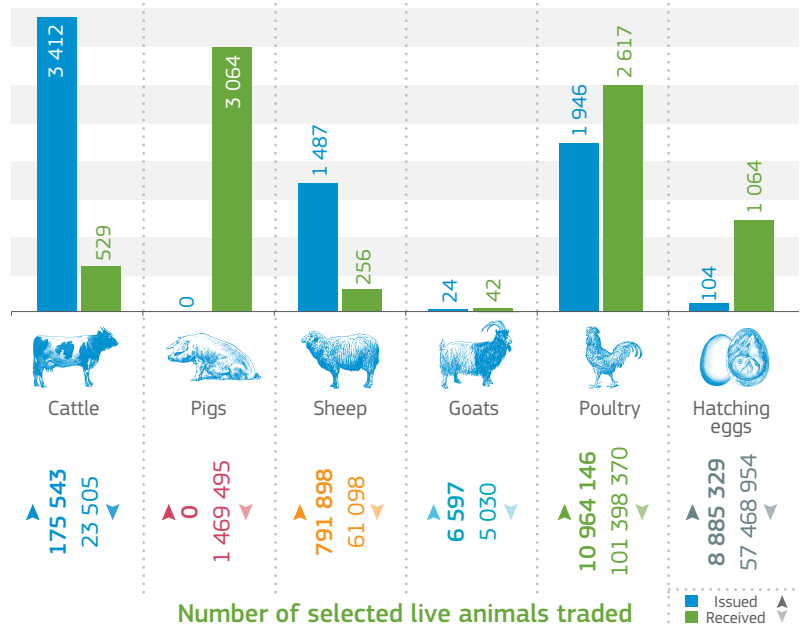 3 412
529
0
3 064
1 487
256
24
42
1 946
2 617
104
1 064
Cattle
Pigs
Sheep
Goats
Poultry
Hatching
eggs
175 543
23 505
0
1 469 495
791 898
61 098
6 597
5 030
10 964 146
101 398 370
8 885 329
57 468 954
Number of selected live animals traded
Issued
Received